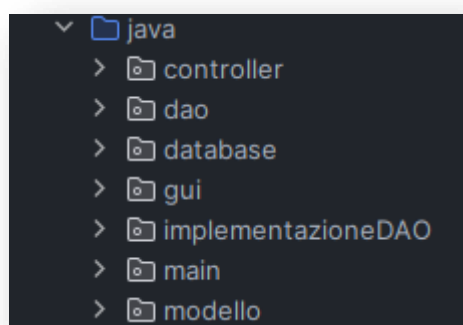 java
controller
dao
database
gui
implementazioneDAO
main
modello